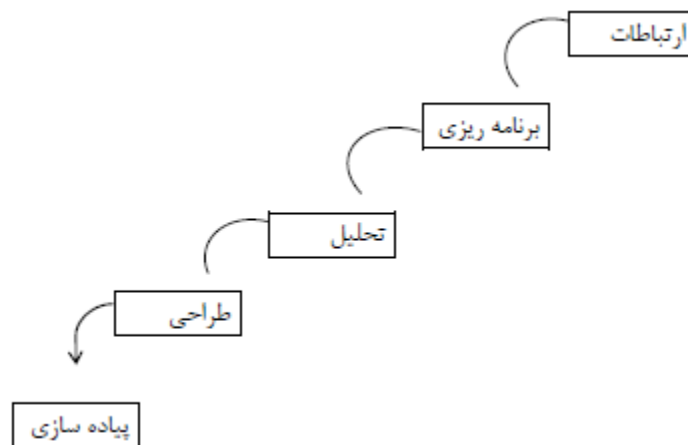 ارتباطات
برنامه ریزی
تحلیل
طراحی
پیاده سازی